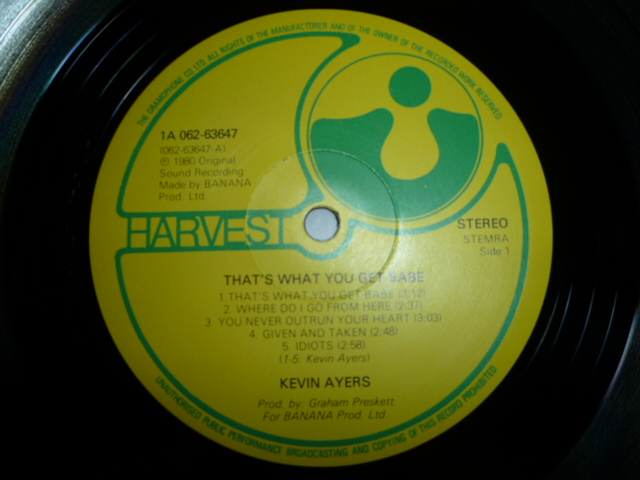 THE GRAMOPHONE CO LTD ALL RIGHTS OF THE MANUFACTURER AND OF THE OWNER OF THE RECORDED WORK RESERVED
1A 062-63647
(062-63647-A)
℗ 1980 Original
Sound Recording
Made by BANANA
Prod. Ltd.
HARVEST
STEREO
STEMRA
Side 1
THAT'S WHAT YOU GET BABE
1. THAT'S WHAT YOU GET BABE (3:12)
2. WHERE DO I GO FROM HERE (2:37)
3. YOU NEVER OUTRUN YOUR HEART (3:03)
4. GIVEN AND TAKEN (2:48)
5. IDIOTS (2:58)
(1-5: Kevin Ayers)
KEVIN AYERS
Prod. by: Graham Preskett
For BANANA Prod. Ltd.
UNAUTHORISED PUBLIC PERFORMANCE BROADCASTING AND COPYING OF THIS RECORD PROHIBITED